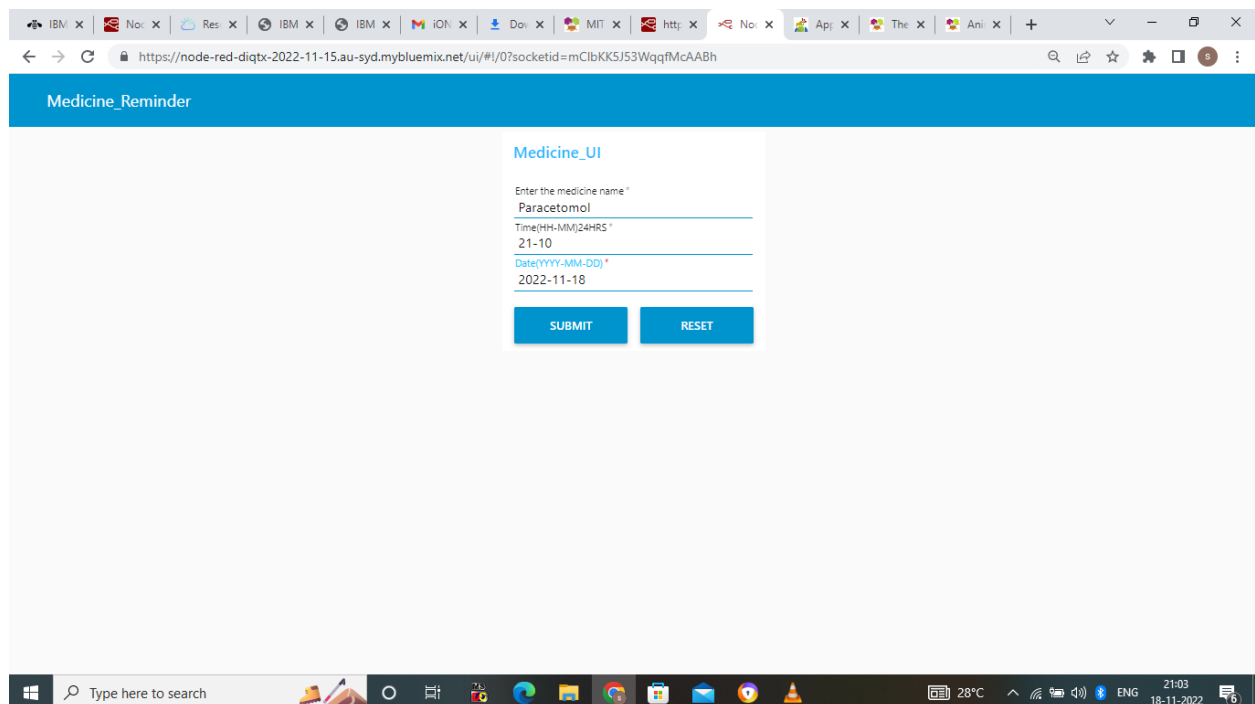 IBM
Noc
Res
IBM
IBM
iON
Dov
MIT
http
No
App
The
Ani
https://node-red-diqtx-2022-11-15.au-syd.mybluemix.net/ui/#!/0?socketid=mClbKK5J53WqqfMcAABh
S
Medicine_Reminder
Medicine_UI
Enter the medicine name *
Paracetomol
Time(HH-MM)24HRS *
21-10
Date(YYYY-MM-DD) *
2022-11-18
SUBMIT RESET
Type here to search
28°C
ENG
21:03
18-11-2022
6